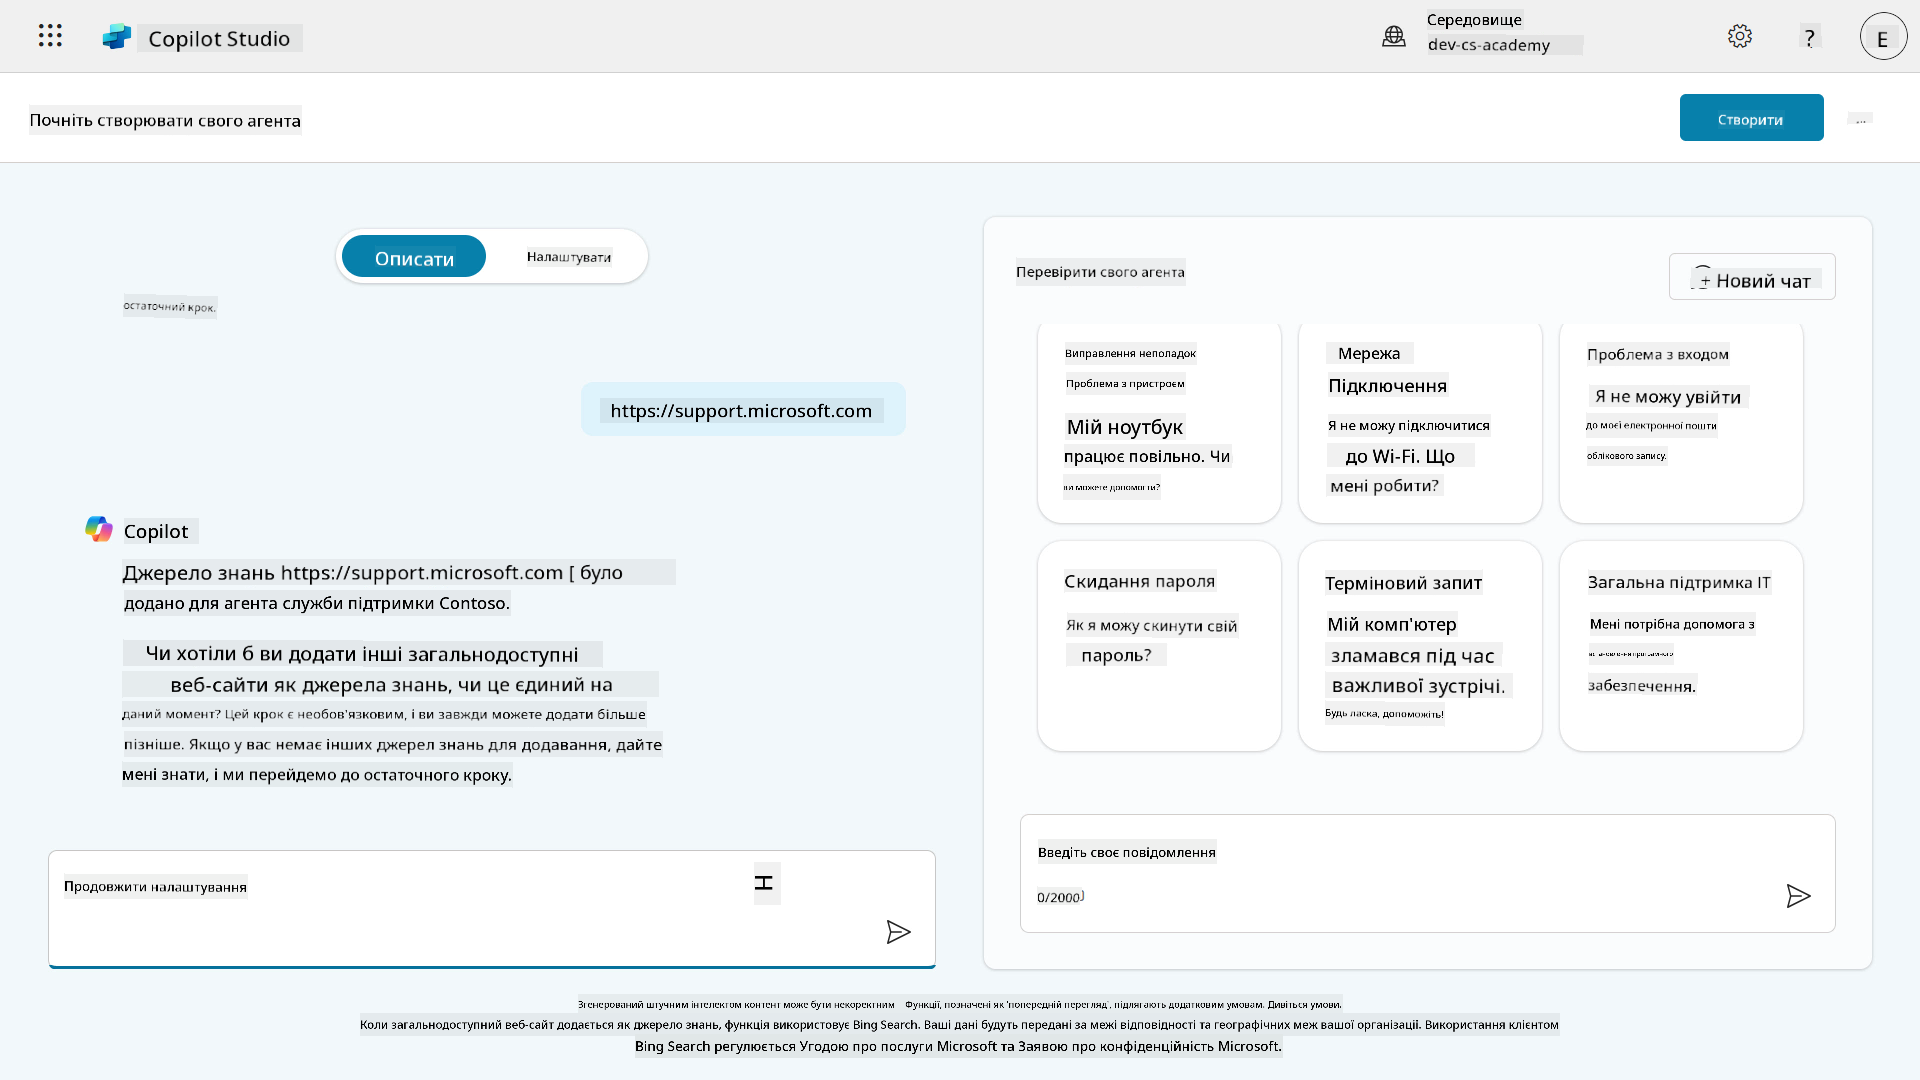 Copilot Studio
Середовище
dev-cs-academy
?
E
Почніть створювати свого агента
Створити
...
Описати
Налаштувати
остаточний крок.
https://support.microsoft.com
Copilot
Джерело знань https://support.microsoft.com [ було
додано для агента служби підтримки Contoso.
Чи хотіли б ви додати інші загальнодоступні
веб-сайти як джерела знань, чи це єдиний на
даний момент? Цей крок є необов'язковим, і ви завжди можете додати більше
пізніше. Якщо у вас немає інших джерел знань для додавання, дайте
мені знати, і ми перейдемо до остаточного кроку.
Продовжити налаштування
Перевірити свого агента
+ Новий чат
Виправлення неполадок
Проблема з пристроєм
Мій ноутбук
працює повільно. Чи
ви можете допомогти?
Мережа
Підключення
Я не можу підключитися
до Wi-Fi. Що
мені робити?
Проблема з входом
Я не можу увійти
до моєї електронної пошти
облікового запису.
Скидання пароля
Як я можу скинути свій
пароль?
Терміновий запит
Мій комп'ютер
зламався під час
важливої зустрічі.
Будь ласка, допоможіть!
Загальна підтримка ІТ
Мені потрібна допомога з
встановлення програмного
забезпечення.
Введіть своє повідомлення
0/2000
Згенерований штучним інтелектом контент може бути некоректним Функції, позначені як 'попередній перегляд', підлягають додатковим умовам. Дивіться умови.
Коли загальнодоступний веб-сайт додається як джерело знань, функція використовує Bing Search. Ваші дані будуть передані за межі відповідності та географічних меж вашої організації. Використання клієнтом
Bing Search регулюється Угодою про послуги Microsoft та Заявою про конфіденційність Microsoft.